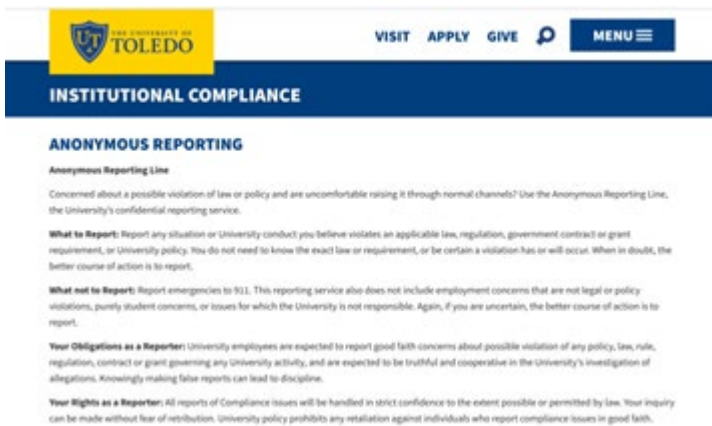 THE UNIVERSITY OF
UT TOLEDO
VISIT APPLY GIVE MENU
INSTITUTIONAL COMPLIANCE
ANONYMOUS REPORTING
Anonymous Reporting Line
Concerned about a possible violation of law or policy and are uncomfortable raising it through normal channels? Use the Anonymous Reporting Line,
the University's confidential reporting service.
What to Report: Report any situation or University conduct you believe violates an applicable law, regulation, government contract or grant
requirement, or University policy. You do not need to know the exact law or requirement, or be certain a violation has or will occur. When in doubt, the
better course of action is to report.
What not to Report: Report emergencies to 911. This reporting service also does not include employment concerns that are not legal or policy
violations, purely student concerns, or issues for which the University is not responsible. Again, if you are uncertain, the better course of action is to
report.
Your Obligations as a Reporter: University employees are expected to report good faith concerns about possible violation of any policy, law, rule,
regulation, contract or grant governing any University activity, and are expected to be truthful and cooperative in the University's investigation of
allegations. Knowingly making false reports can lead to discipline.
Your Rights as a Reporter: All reports of Compliance issues will be handled in strict confidence to the extent possible or permitted by law. Your inquiry
can be made without fear of retribution. University policy prohibits any retaliation against individuals who report compliance issues in good faith.